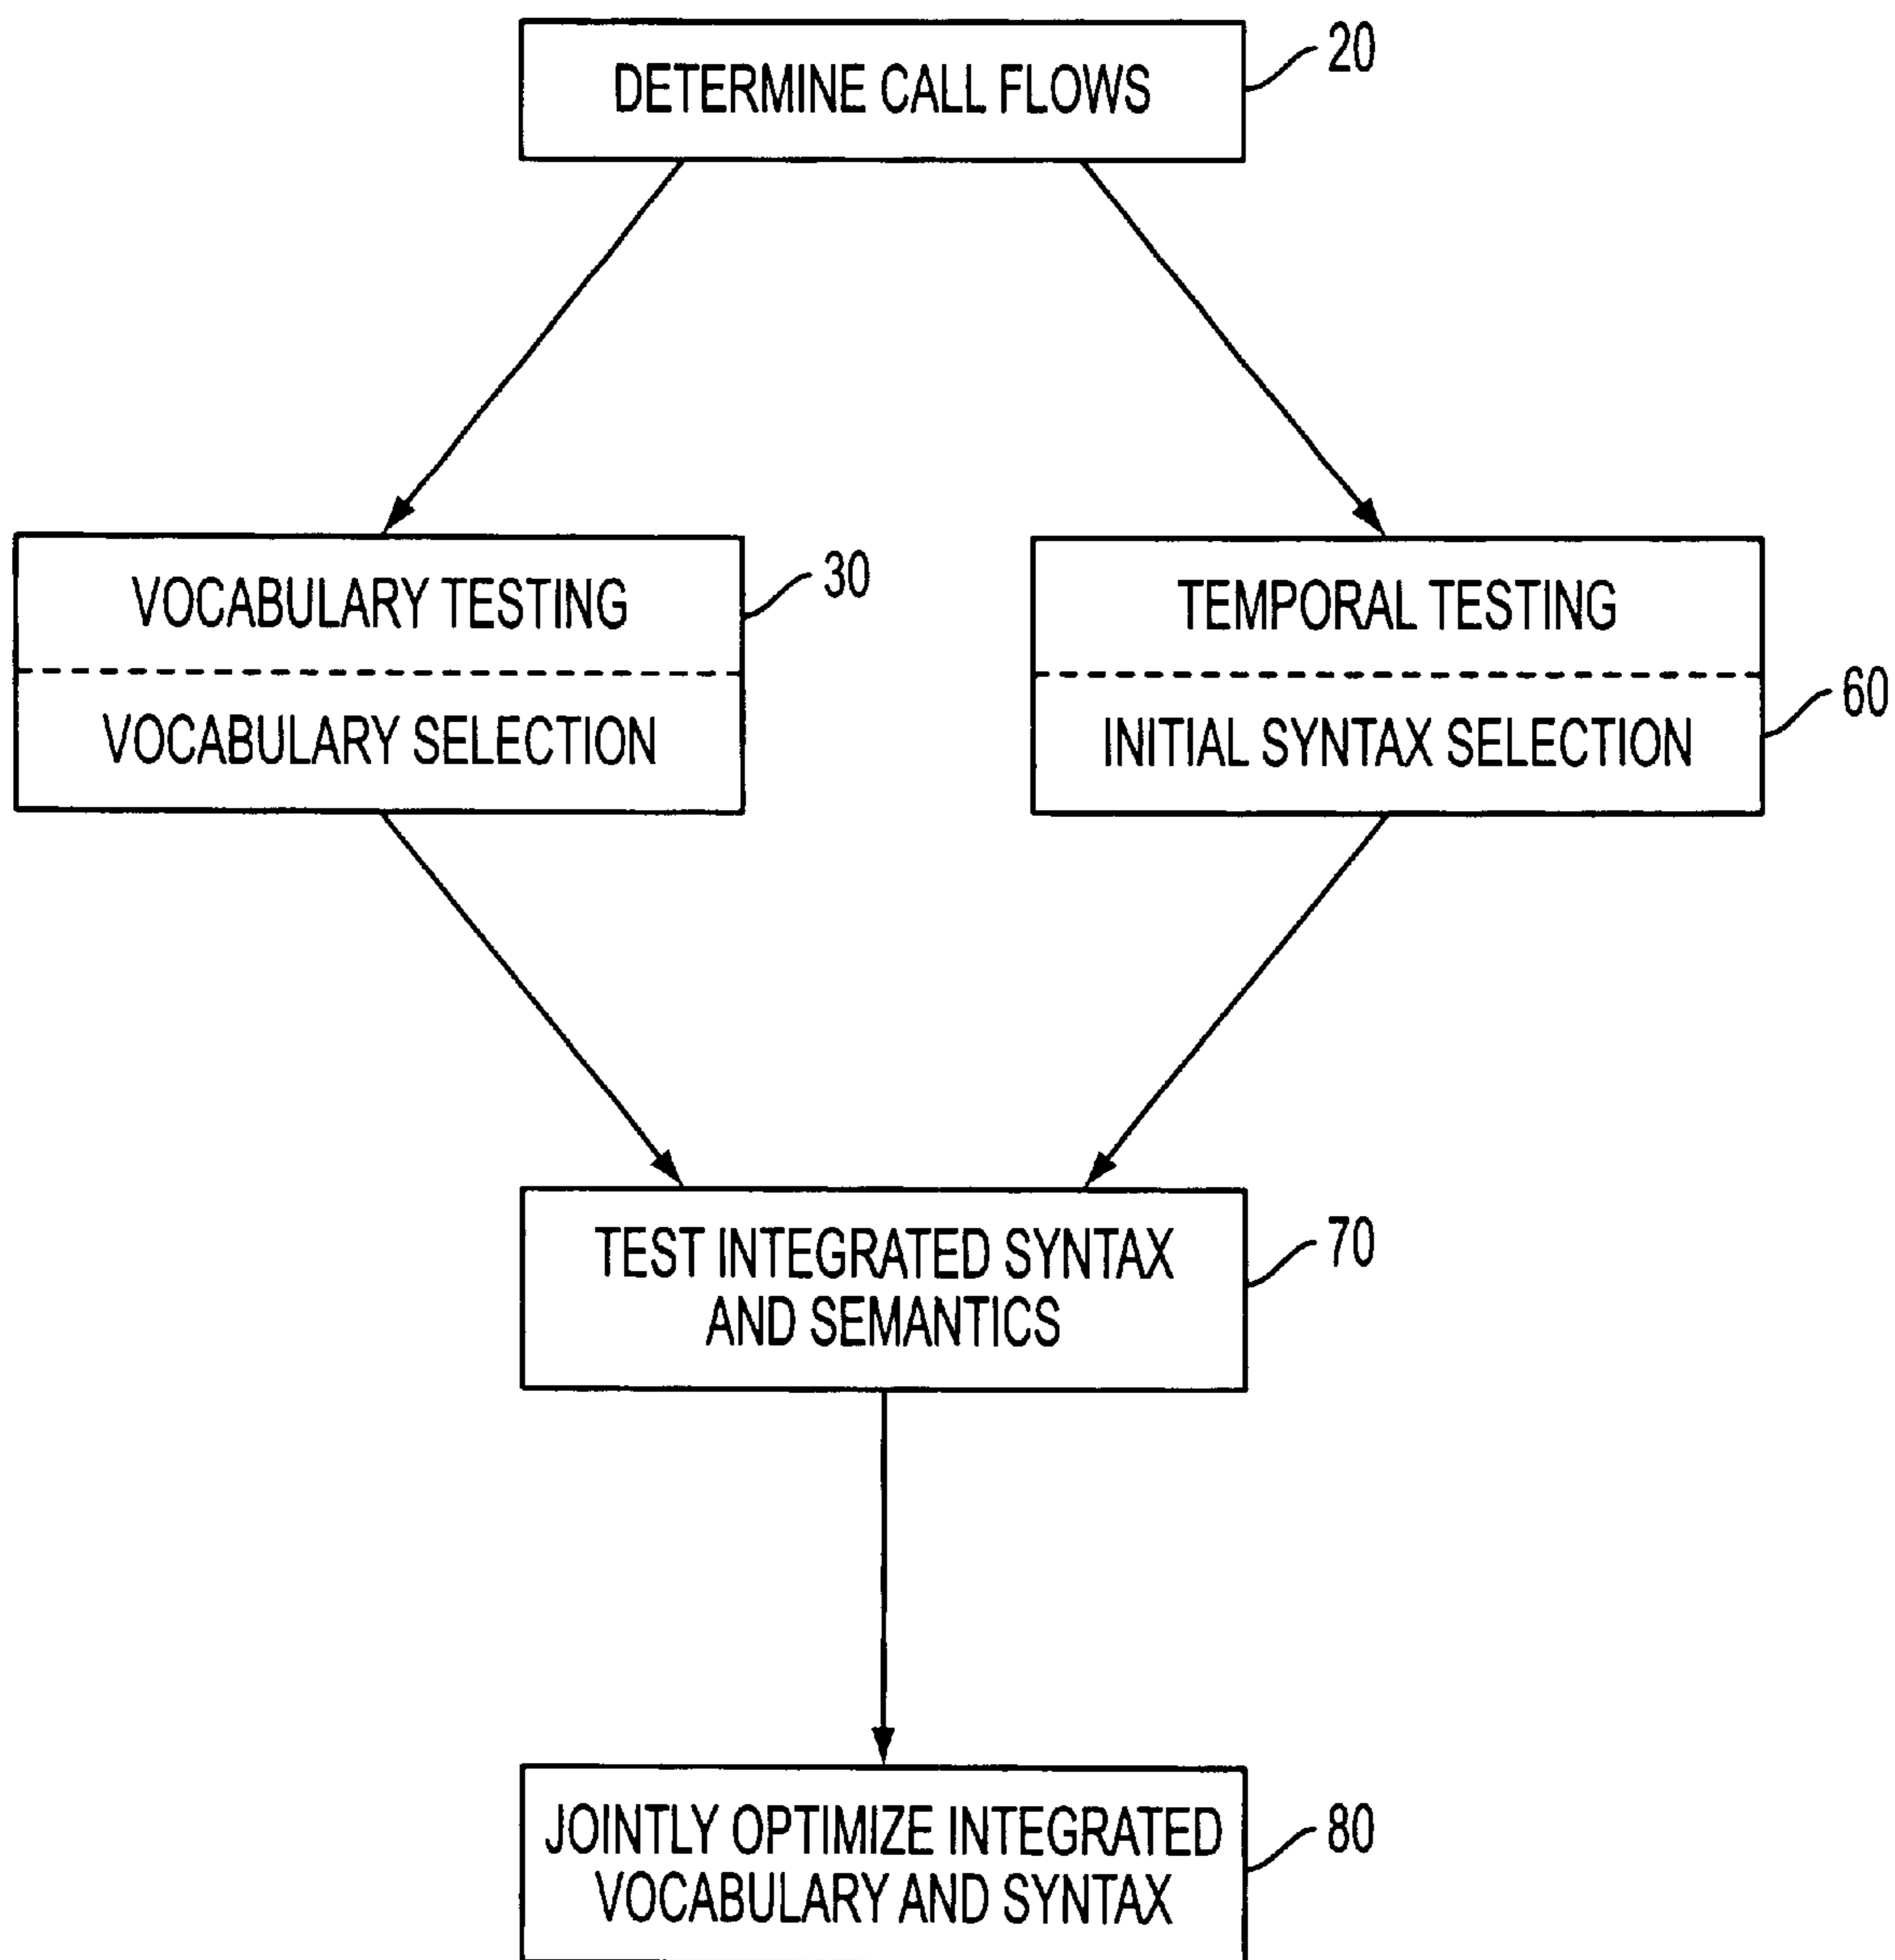 DETERMINE CALL FLOWS
20
VOCABULARY TESTING
30
VOCABULARY SELECTION
TEMPORAL TESTING
INITIAL SYNTAX SELECTION
60
TEST INTEGRATED SYNTAX
AND SEMANTICS
70
JOINTLY OPTIMIZE INTEGRATED
VOCABULARY AND SYNTAX
80